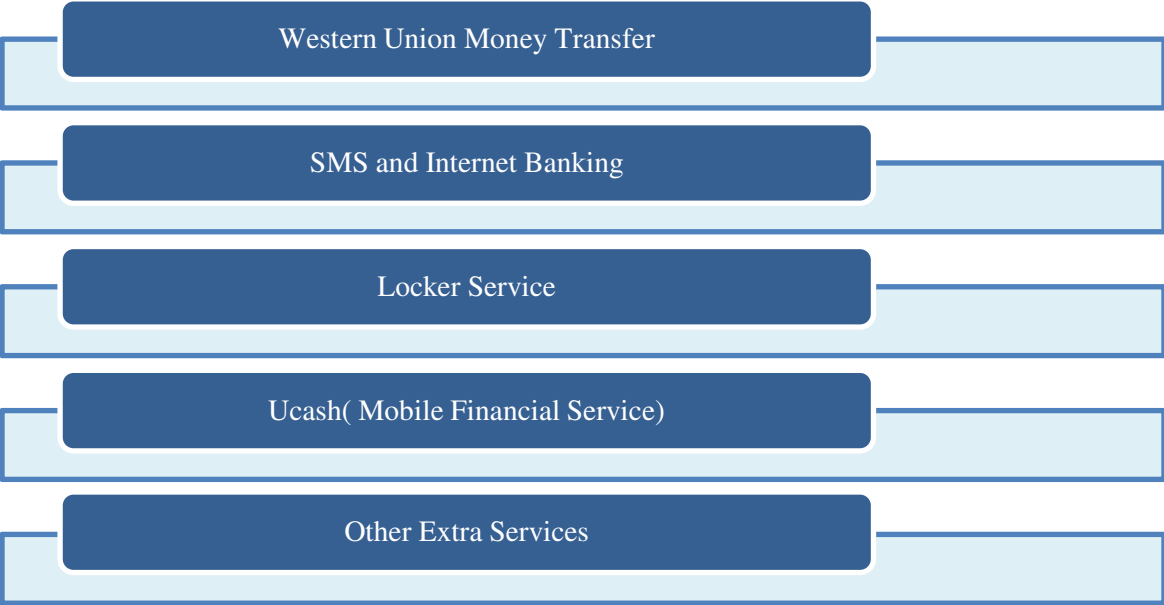 Western Union Money Transfer
SMS and Internet Banking
Locker Service
Ucash( Mobile Financial Service)
Other Extra Services